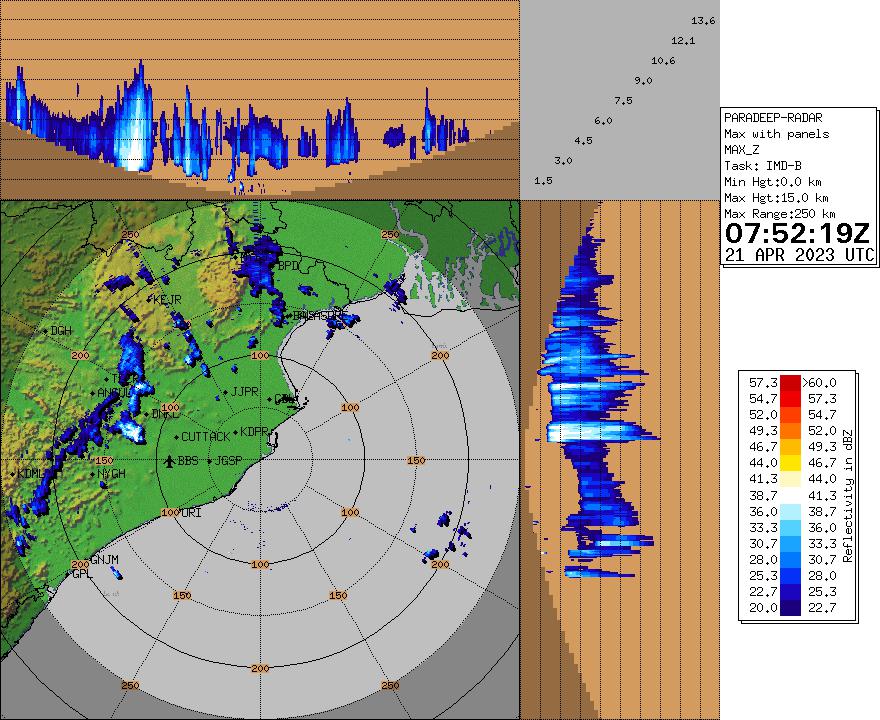 13.6
12.1
10.6
9.0
7.5
6.0
4.5
3.0
1.5
PARADEEP-RADAR
Max with panels
MAX_Z
Task: IMD-B
Min Hgt:0.0 km
Max Hgt:15.0 km
Max Range:250 km
07:52:19Z
21 APR 2023 UTC
250
250
BPD
KEJR
DGH
200
100
200
JJPR
100
100
CUTTACK
KDPR
KDML
NYGH
150
BBS
JGSP
150
100
URI
100
GNJM
200
GPL
100
200
150
150
200
250
250
57.3 >60.0
54.7 57.3
52.0 54.7
49.3 52.0
46.7 49.3
44.0 46.7
41.3 44.0
38.7 41.3
36.0 38.7
33.3 36.0
30.7 33.3
28.0 30.7
25.3 28.0
22.7 25.3
20.0 22.7
Reflectivity in dBZ